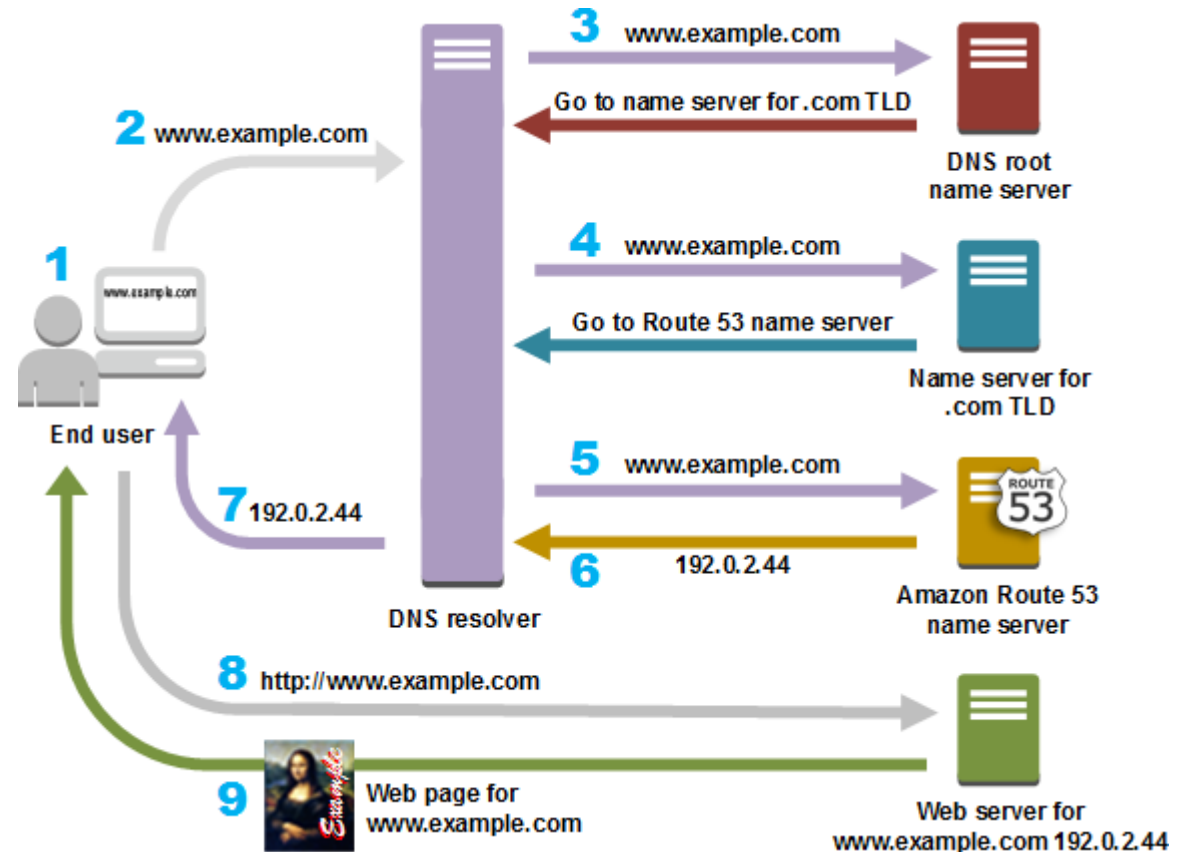 3 www.example.com
Go to name server for .com TLD
DNS root
name server
2 www.example.com
1
www.example.com
End user
4 www.example.com
Go to Route 53 name server
Name server for
.com TLD
5 www.example.com
ROUTE
53
6 192.0.2.44
Amazon Route 53
name server
7 192.0.2.44
DNS resolver
8 http://www.example.com
9
Example
Web page for
www.example.com
Web server for
www.example.com 192.0.2.44